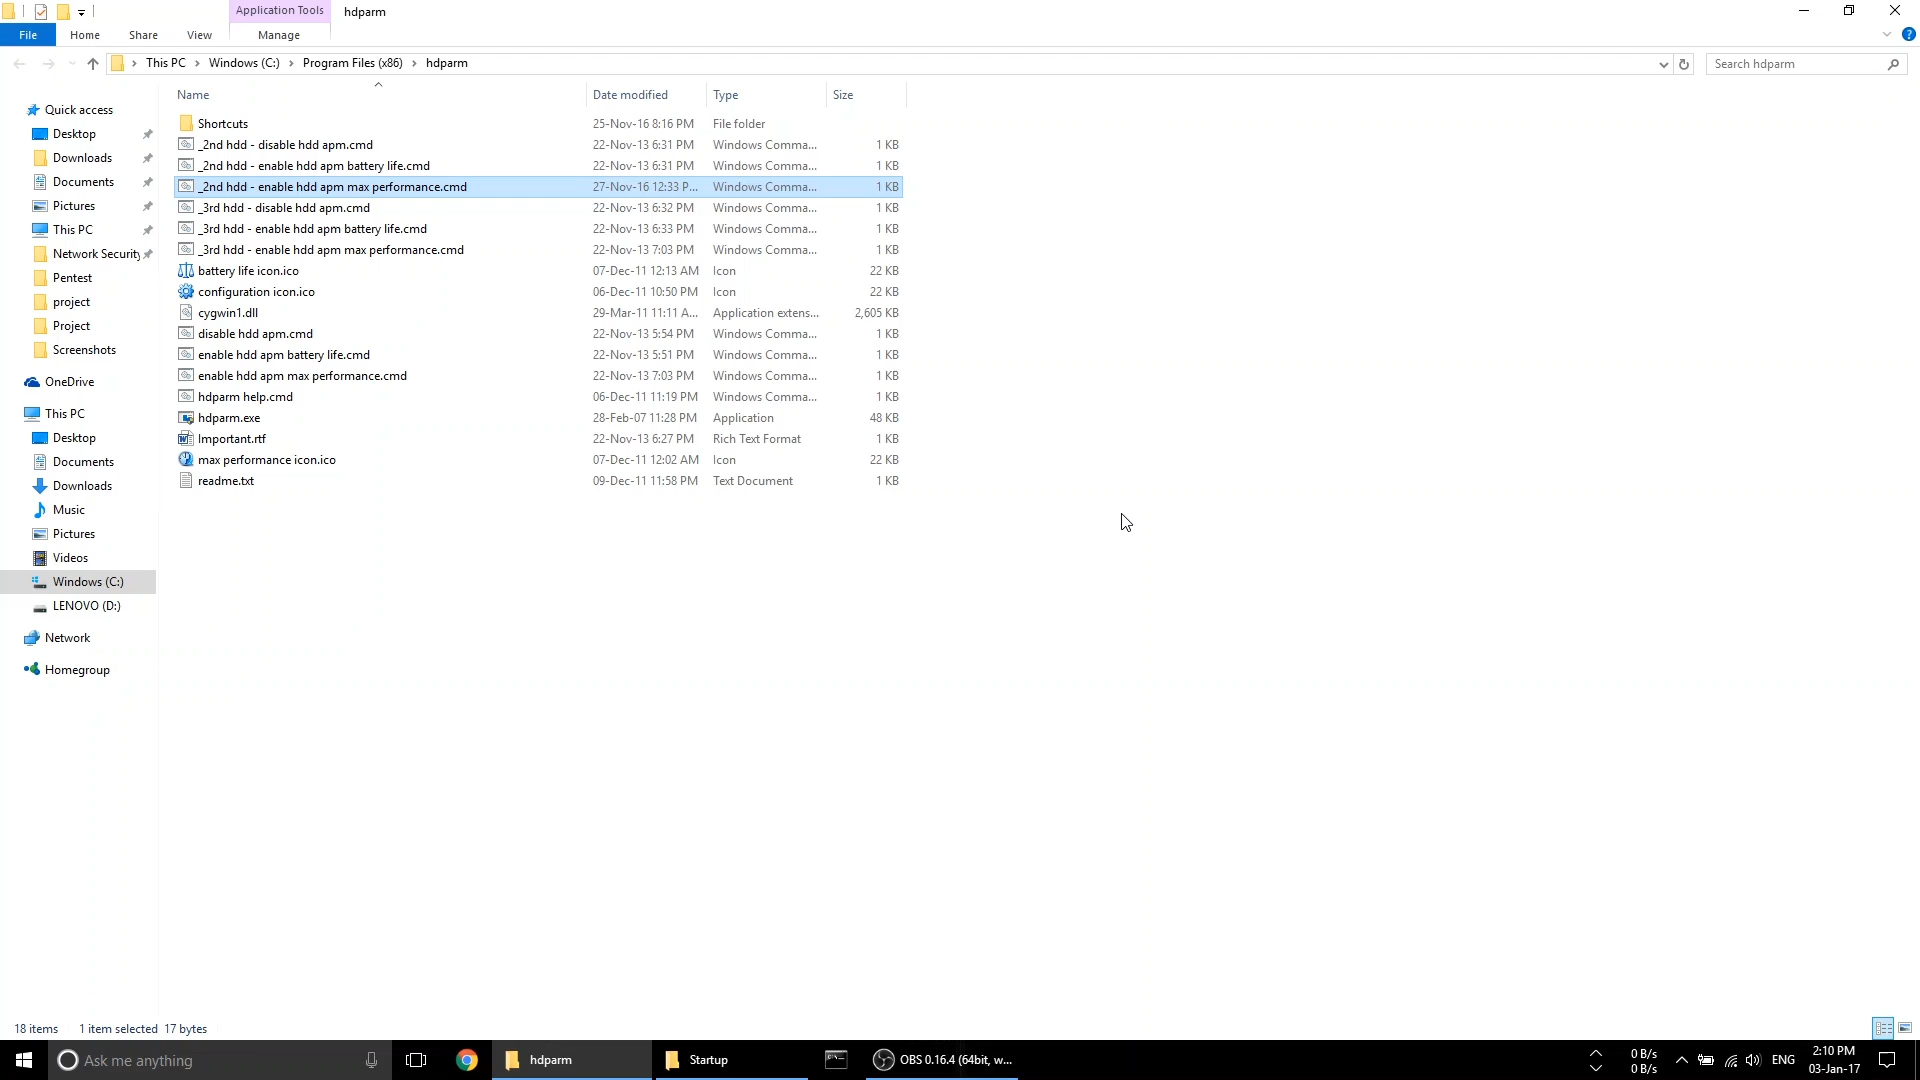 Application Tools hdparm
File Home Share View Manage
This PC Windows (C:) Program Files (x86) hdparm Search hdparm
Name Date modified Type Size
Quick access
Desktop
Downloads
Documents
Pictures
This PC
Network Security
Pentest
project
Project
Screenshots
OneDrive
This PC
Desktop
Documents
Downloads
Music
Pictures
Videos
Windows (C:)
LENOVO (D:)
Network
Homegroup
Shortcuts 25-Nov-16 8:16 PM File folder
_2nd hdd - disable hdd apm.cmd 22-Nov-13 6:31 PM Windows Comma... 1 KB
_2nd hdd - enable hdd apm battery life.cmd 22-Nov-13 6:31 PM Windows Comma... 1 KB
_2nd hdd - enable hdd apm max performance.cmd 27-Nov-16 12:33 P... Windows Comma... 1 KB
_3rd hdd - disable hdd apm.cmd 22-Nov-13 6:32 PM Windows Comma... 1 KB
_3rd hdd - enable hdd apm battery life.cmd 22-Nov-13 6:33 PM Windows Comma... 1 KB
_3rd hdd - enable hdd apm max performance.cmd 22-Nov-13 7:03 PM Windows Comma... 1 KB
battery life icon.ico 07-Dec-11 12:13 AM Icon 22 KB
configuration icon.ico 06-Dec-11 10:50 PM Icon 22 KB
cygwin1.dll 29-Mar-11 11:11 A... Application extens... 2,605 KB
disable hdd apm.cmd 22-Nov-13 5:54 PM Windows Comma... 1 KB
enable hdd apm battery life.cmd 22-Nov-13 5:51 PM Windows Comma... 1 KB
enable hdd apm max performance.cmd 22-Nov-13 7:03 PM Windows Comma... 1 KB
hdparm help.cmd 06-Dec-11 11:19 PM Windows Comma... 1 KB
hdparm.exe 28-Feb-07 11:28 PM Application 48 KB
Important.rtf 22-Nov-13 6:27 PM Rich Text Format 1 KB
max performance icon.ico 07-Dec-11 12:02 AM Icon 22 KB
readme.txt 09-Dec-11 11:58 PM Text Document 1 KB
18 items 1 item selected 17 bytes
Ask me anything hdparm Startup OBS 0.16.4 (64bit, w... ENG
0 B/s
0 B/s
2:10 PM
03-Jan-17